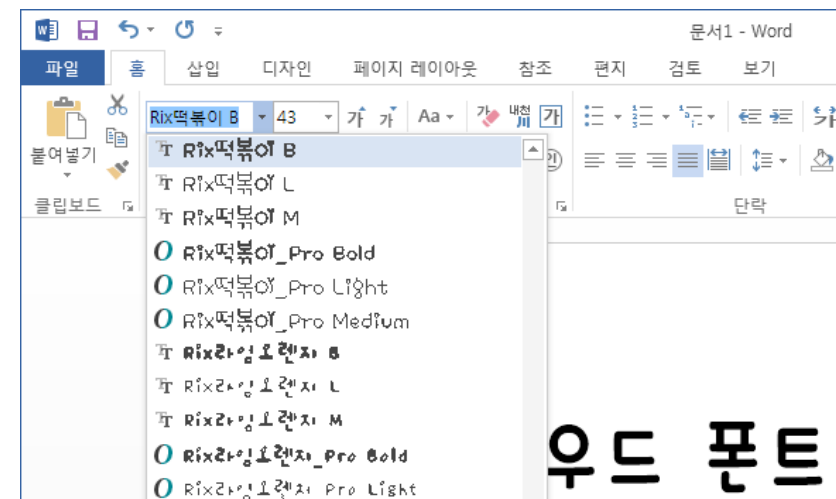 문서1 - Word
파일 홈 삽입 디자인 페이지 레이아웃 참조 편지 검토 보기
Rix떡볶이 B 43 가 가 Aa 가 내천 川 가
붙여넣기
클립보드 단락
Rix떡볶이 B
Rix떡볶이 L
Rix떡볶이 M
Rix떡볶이_Pro Bold
Rix떡볶이_Pro Light
Rix떡볶이_Pro Medium
Rix라임오렌지 B
Rix라임오렌지 L
Rix라임오렌지 M
Rix라임오렌지_Pro Bold
Rix라임오렌지_Pro Light
우드 폰트